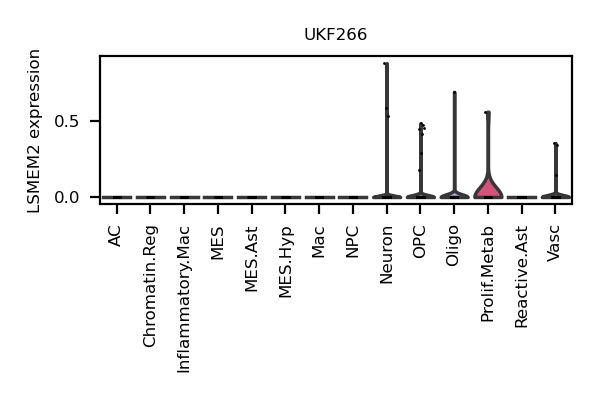 UKF266
LSMEM2 expression
0.5
0.0
AC
Chromatin.Reg
Inflammatory.Mac
MES
MES.Ast
MES.Hyp
Mac
NPC
Neuron
OPC
Oligo
Prolif.Metab
Reactive.Ast
Vasc